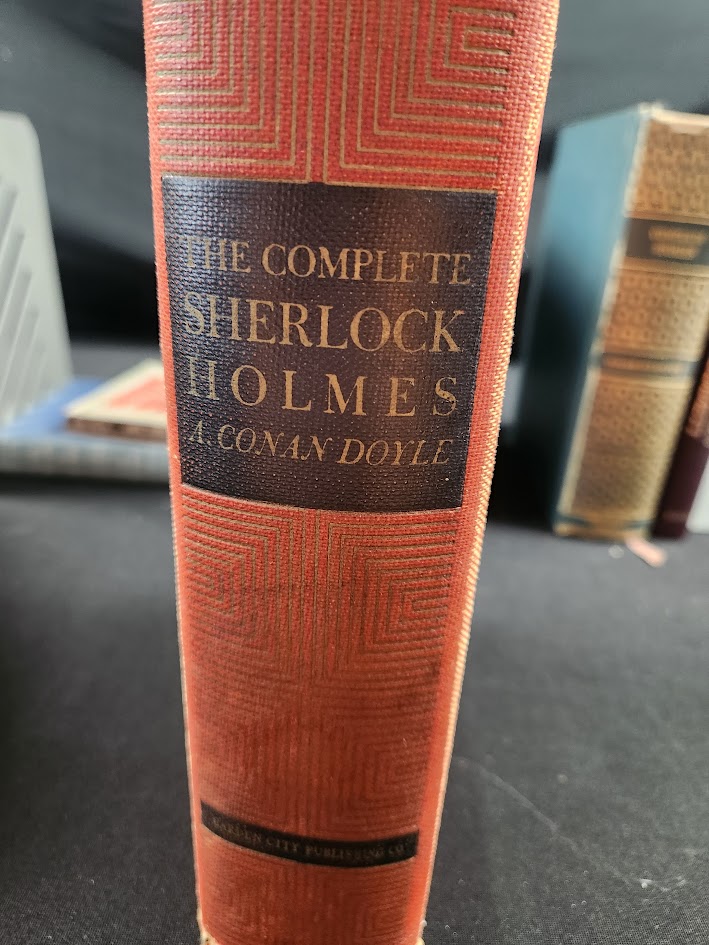 THE COMPLETE
SHERLOCK
HOLMES
A. CONAN DOYLE
GARDEN CITY PUBLISHING CO